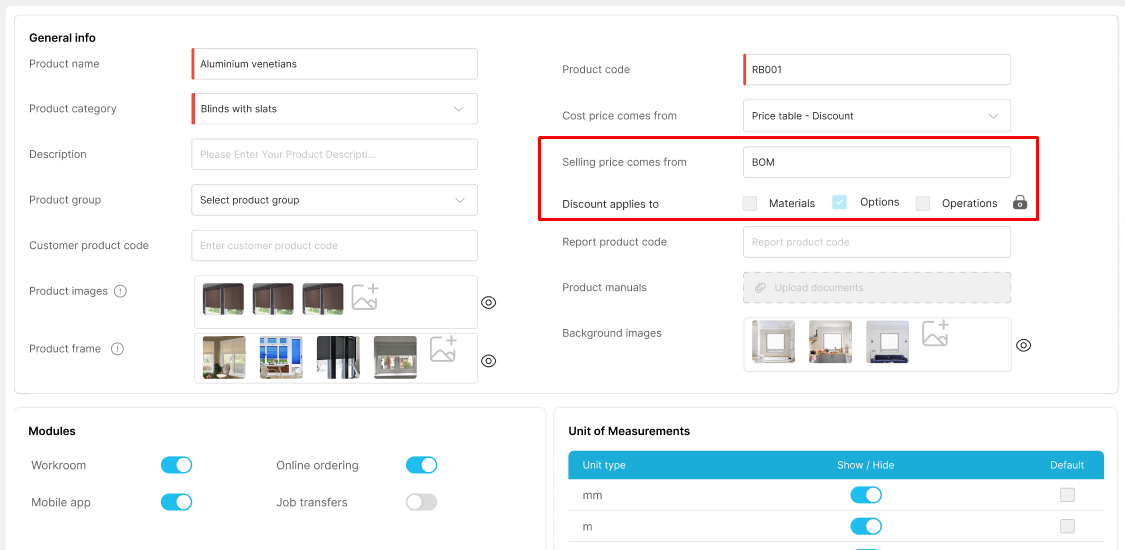 General info
Product name
Aluminium venetians
Product category
Blinds with slats
Description
Please Enter Your Product Descripti...
Product group
Select product group
Customer product code
Enter customer product code
Product images
Product frame
Product code
RB001
Cost price comes from
Price table - Discount
Selling price comes from
BOM
Discount applies to
Materials
Options
Operations
Report product code
Report product code
Product manuals
Upload documents
Background images
Modules
Workroom
Online ordering
Mobile app
Job transfers
Unit of Measurements
Unit type
Show / Hide
Default
mm
m